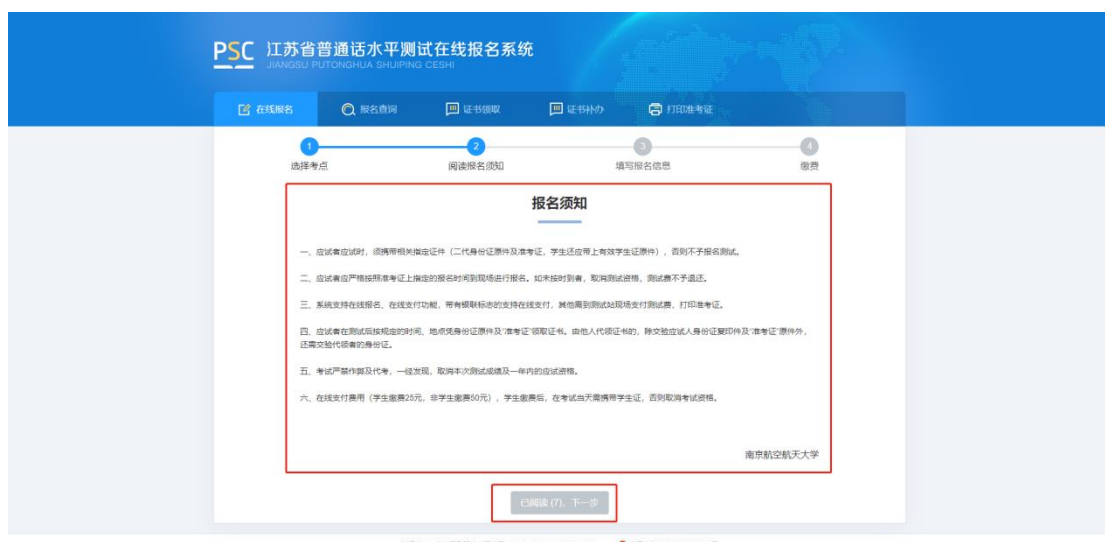 PSC 江苏省普通话水平测试在线报名系统
JIANGSU PUTONGHUA SHUIPING CESHI
在线报名 报名查询 证书领取 证书补办 打印准考证
1 2 3 4
选择考点 阅读报名须知 填写报名信息 缴费
报名须知
一、应试者应试时，须携带相关指定证件（二代身份证原件及准考证，学生还应带上有效学生证原件），否则不予报名测试。
二、应试者应严格按照准考证上指定的报名时间到现场进行报名。如未按时到者，取消测试资格，测试费不予退还。
三、系统支持在线报名、在线支付功能，带有银联标志的支持在线支付，其他需到测试站现场支付测试费，打印准考证。
四、应试者在测试后按规定的时间、地点凭身份证原件及“准考证”领取证书。由他人代领证书的，除交验应试人身份证复印件及“准考证”原件外，
还需交验代领者的身份证。
五、考试严禁作弊及代考，一经发现，取消本次测试成绩及一年内的应试资格。
六、在线支付费用（学生缴费25元，非学生缴费50元），学生缴费后，在考试当天需携带学生证，否则取消考试资格。
南京航空航天大学
已阅读 (7)，下一步